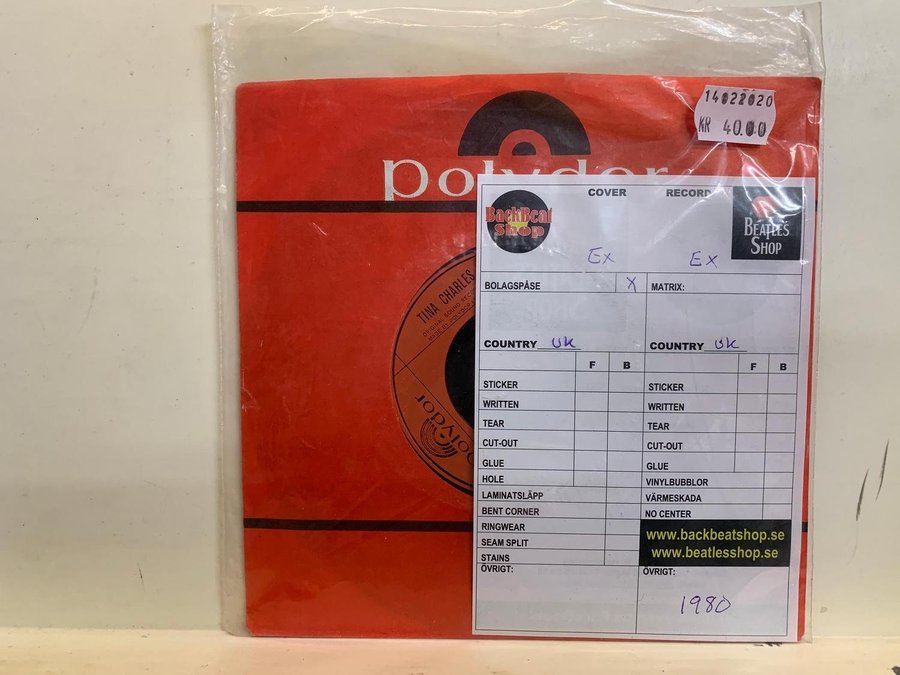 14022020
KR 40.00
polydor
COVER
RECORD
BackBeat
Shop
BEATLES
SHOP
Ex
Ex
BOLAGSPÅSE
X
MATRIX:
COUNTRY UK
COUNTRY UK
TINA CHARLES
polydor
F
B
F
B
STICKER
STICKER
WRITTEN
WRITTEN
TEAR
TEAR
CUT-OUT
CUT-OUT
GLUE
GLUE
HOLE
VINYLBUBBLOR
LAMINATSLÄPP
VÄRMESKADA
BENT CORNER
NO CENTER
RINGWEAR
SEAM SPLIT
STAINS
www.backbeatshop.se
www.beatlesshop.se
ÖVRIGT:
ÖVRIGT:
1980